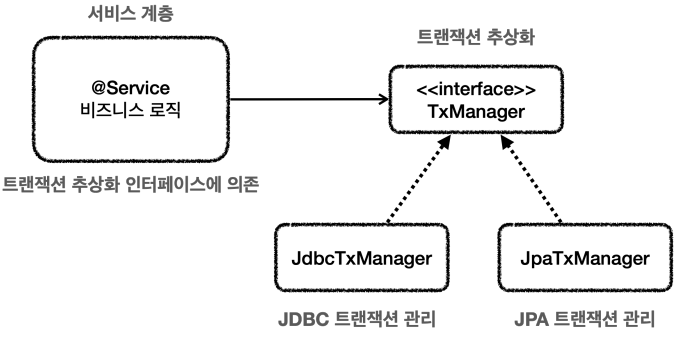 서비스 계층
트랜잭션 추상화
@Service
비즈니스 로직
<<interface>>
TxManager
트랜잭션 추상화 인터페이스에 의존
JdbcTxManager
JpaTxManager
JDBC 트랜잭션 관리
JPA 트랜잭션 관리